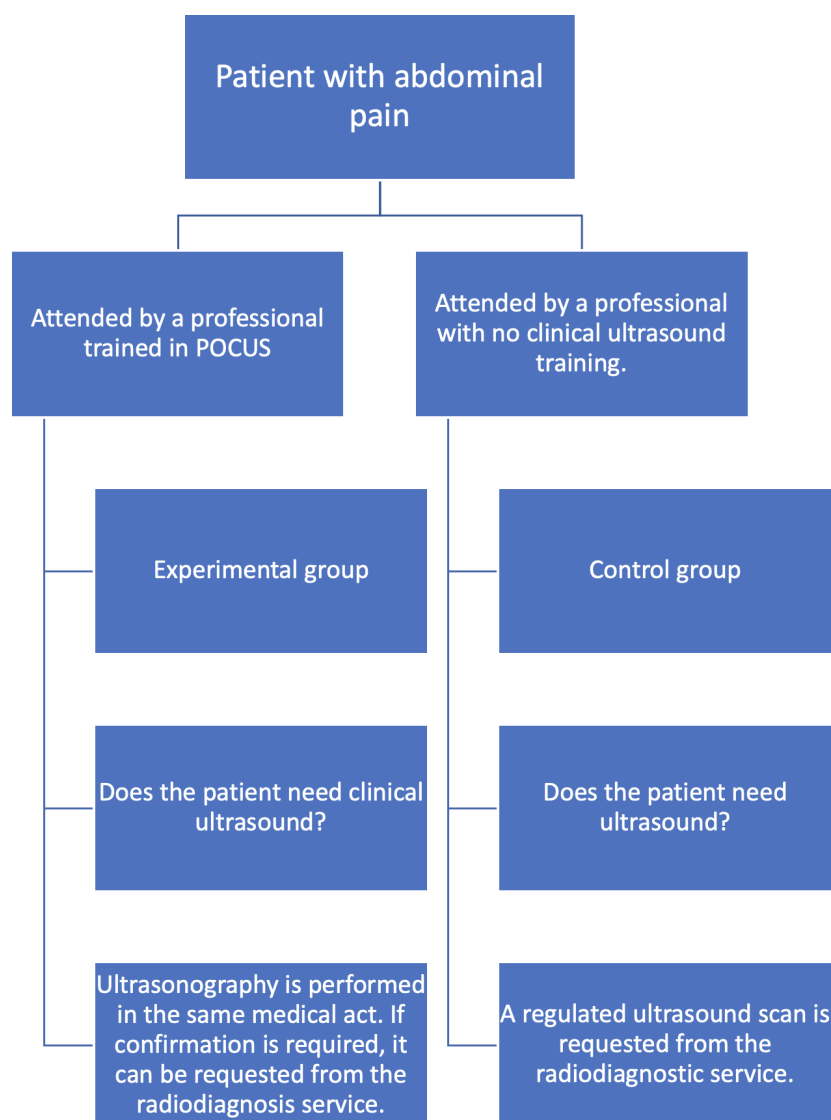 Patient with abdominal
pain
Attended by a professional
trained in POCUS
Attended by a professional
with no clinical ultrasound
training.
Experimental group
Control group
Does the patient need clinical
ultrasound?
Does the patient need
ultrasound?
Ultrasonography is performed
in the same medical act. If
confirmation is required, it
can be requested from the
radiodiagnosis service.
A regulated ultrasound scan is
requested from the
radiodiagnostic service.